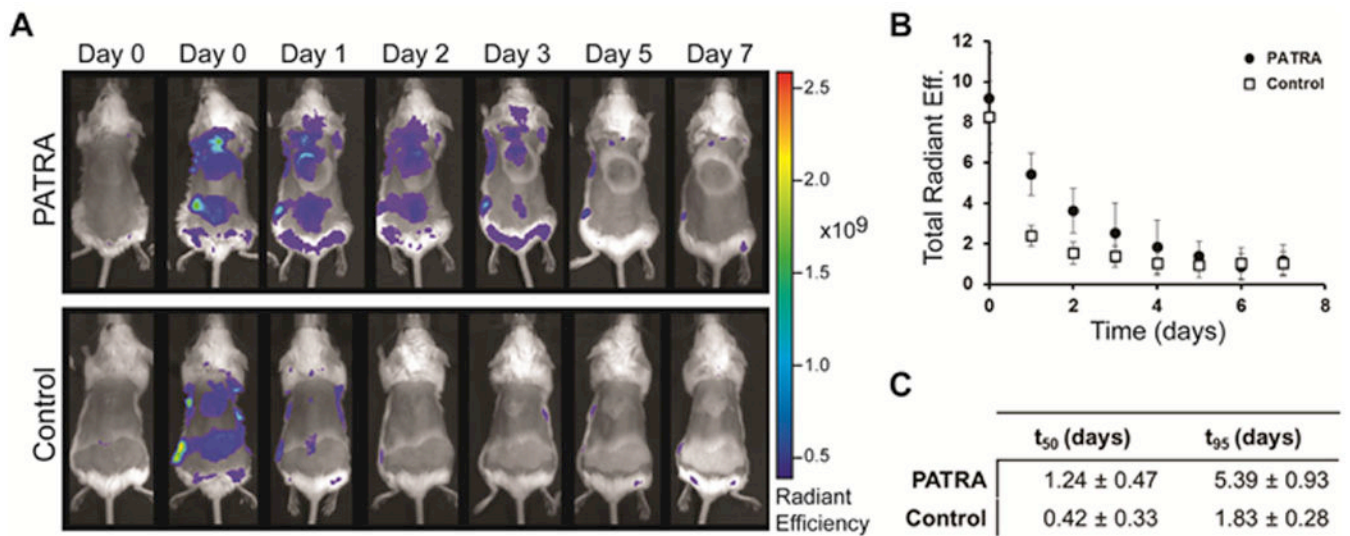 A
Day 0 Day 0 Day 1 Day 2 Day 3 Day 5 Day 7
PATRA
Control
2.5
2.0
x10⁹
1.5
1.0
0.5
Radiant
Efficiency
B
Total Radiant Eff.
12
10
8
6
4
2
0
0 2 4 6 8
Time (days)
PATRA
Control
C
t₅₀ (days) t₉₅ (days)
PATRA 1.24 ± 0.47 5.39 ± 0.93
Control 0.42 ± 0.33 1.83 ± 0.28